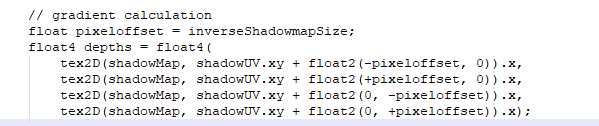 // gradient calculation
float pixeloffset = inverseShadowmapSize;
float4 depths = float4(
tex2D(shadowMap, shadowUV.xy + float2(-pixeloffset, 0)).x,
tex2D(shadowMap, shadowUV.xy + float2(+pixeloffset, 0)).x,
tex2D(shadowMap, shadowUV.xy + float2(0, -pixeloffset)).x,
tex2D(shadowMap, shadowUV.xy + float2(0, +pixeloffset)).x);